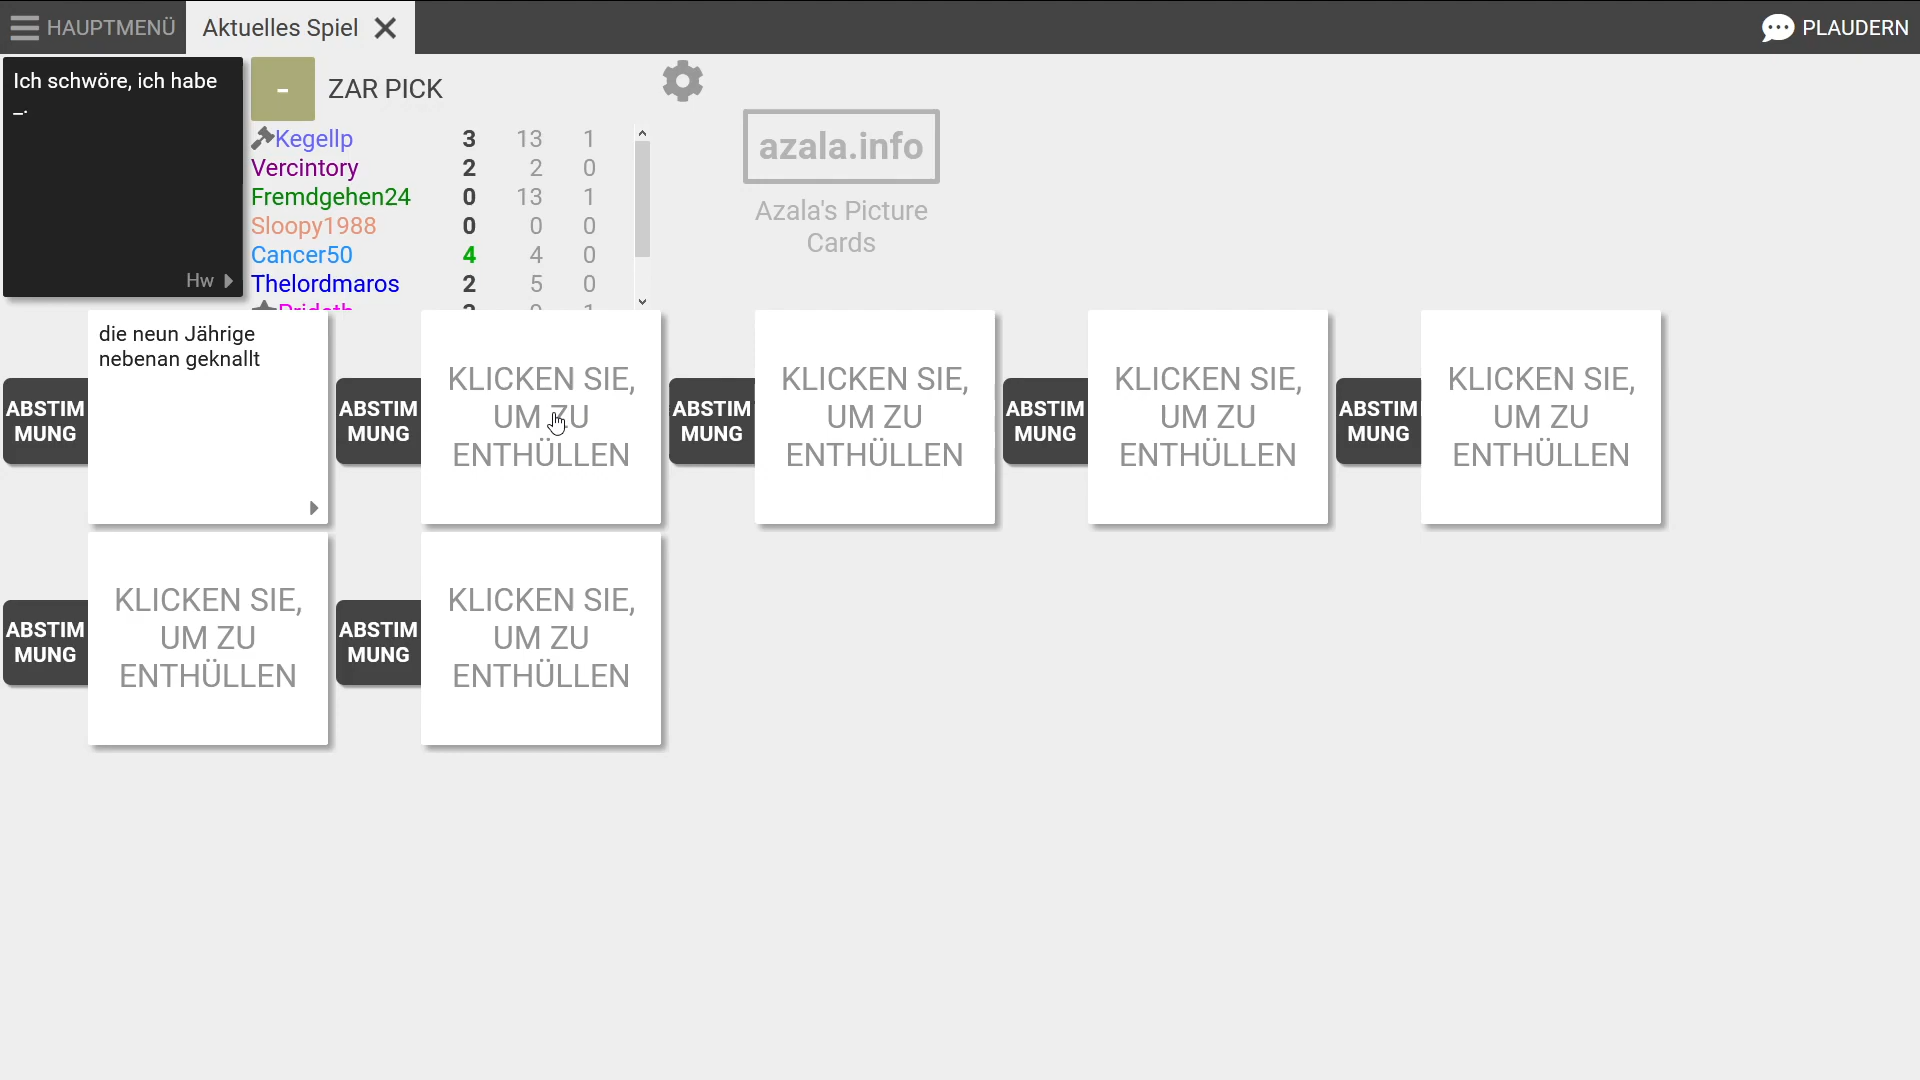 HAUPTMENÜ
Aktuelles Spiel
PLAUDERN
Ich schwöre, ich habe
_.
Hw
-
ZAR PICK
Kegellp 3 13 1
Vercintory 2 2 0
Fremdgehen24 0 13 1
Sloopy1988 0 0 0
Cancer50 4 4 0
Thelordmaros 2 5 0
azala.info
Azala's Picture
Cards
ABSTIM
MUNG
die neun Jährige
nebenan geknallt
ABSTIM
MUNG
KLICKEN SIE,
UM ZU
ENTHÜLLEN
ABSTIM
MUNG
KLICKEN SIE,
UM ZU
ENTHÜLLEN
ABSTIM
MUNG
KLICKEN SIE,
UM ZU
ENTHÜLLEN
ABSTIM
MUNG
KLICKEN SIE,
UM ZU
ENTHÜLLEN
ABSTIM
MUNG
KLICKEN SIE,
UM ZU
ENTHÜLLEN
ABSTIM
MUNG
KLICKEN SIE,
UM ZU
ENTHÜLLEN